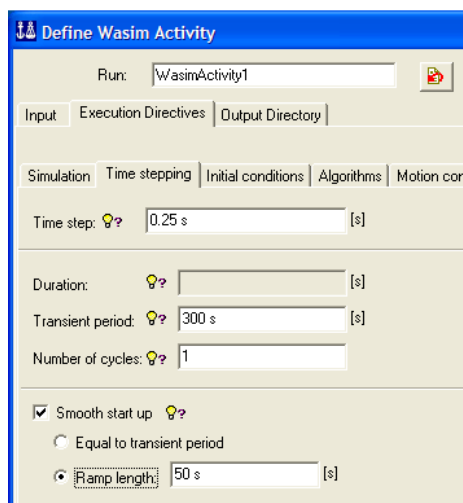 Define Wasim Activity
Run: WasimActivity1
Input Execution Directives Output Directory
Simulation Time stepping Initial conditions Algorithms Motion con
Time step: ? 0.25 s [s]
Duration: ? [s]
Transient period: ? 300 s [s]
Number of cycles: ? 1
Smooth start up ?
Equal to transient period
Ramp length: 50 s [s]